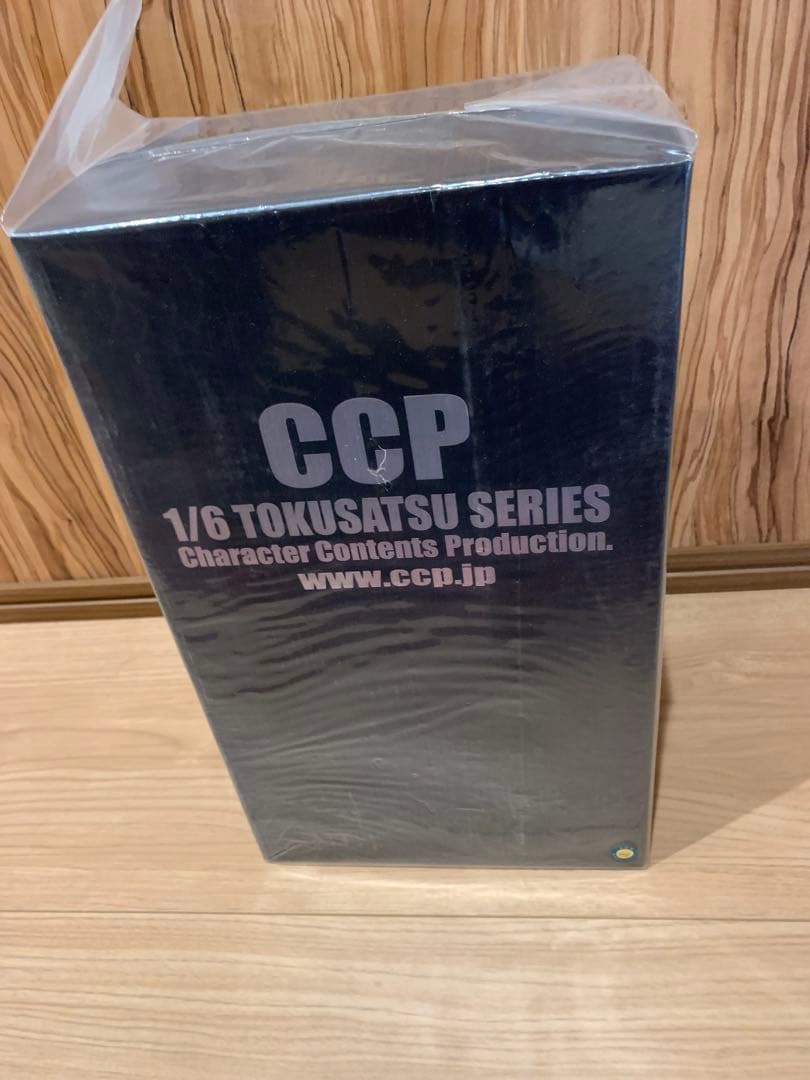 CCP
1/6 TOKUSATSU SERIES
Character Contents Production.
www.ccp.jp